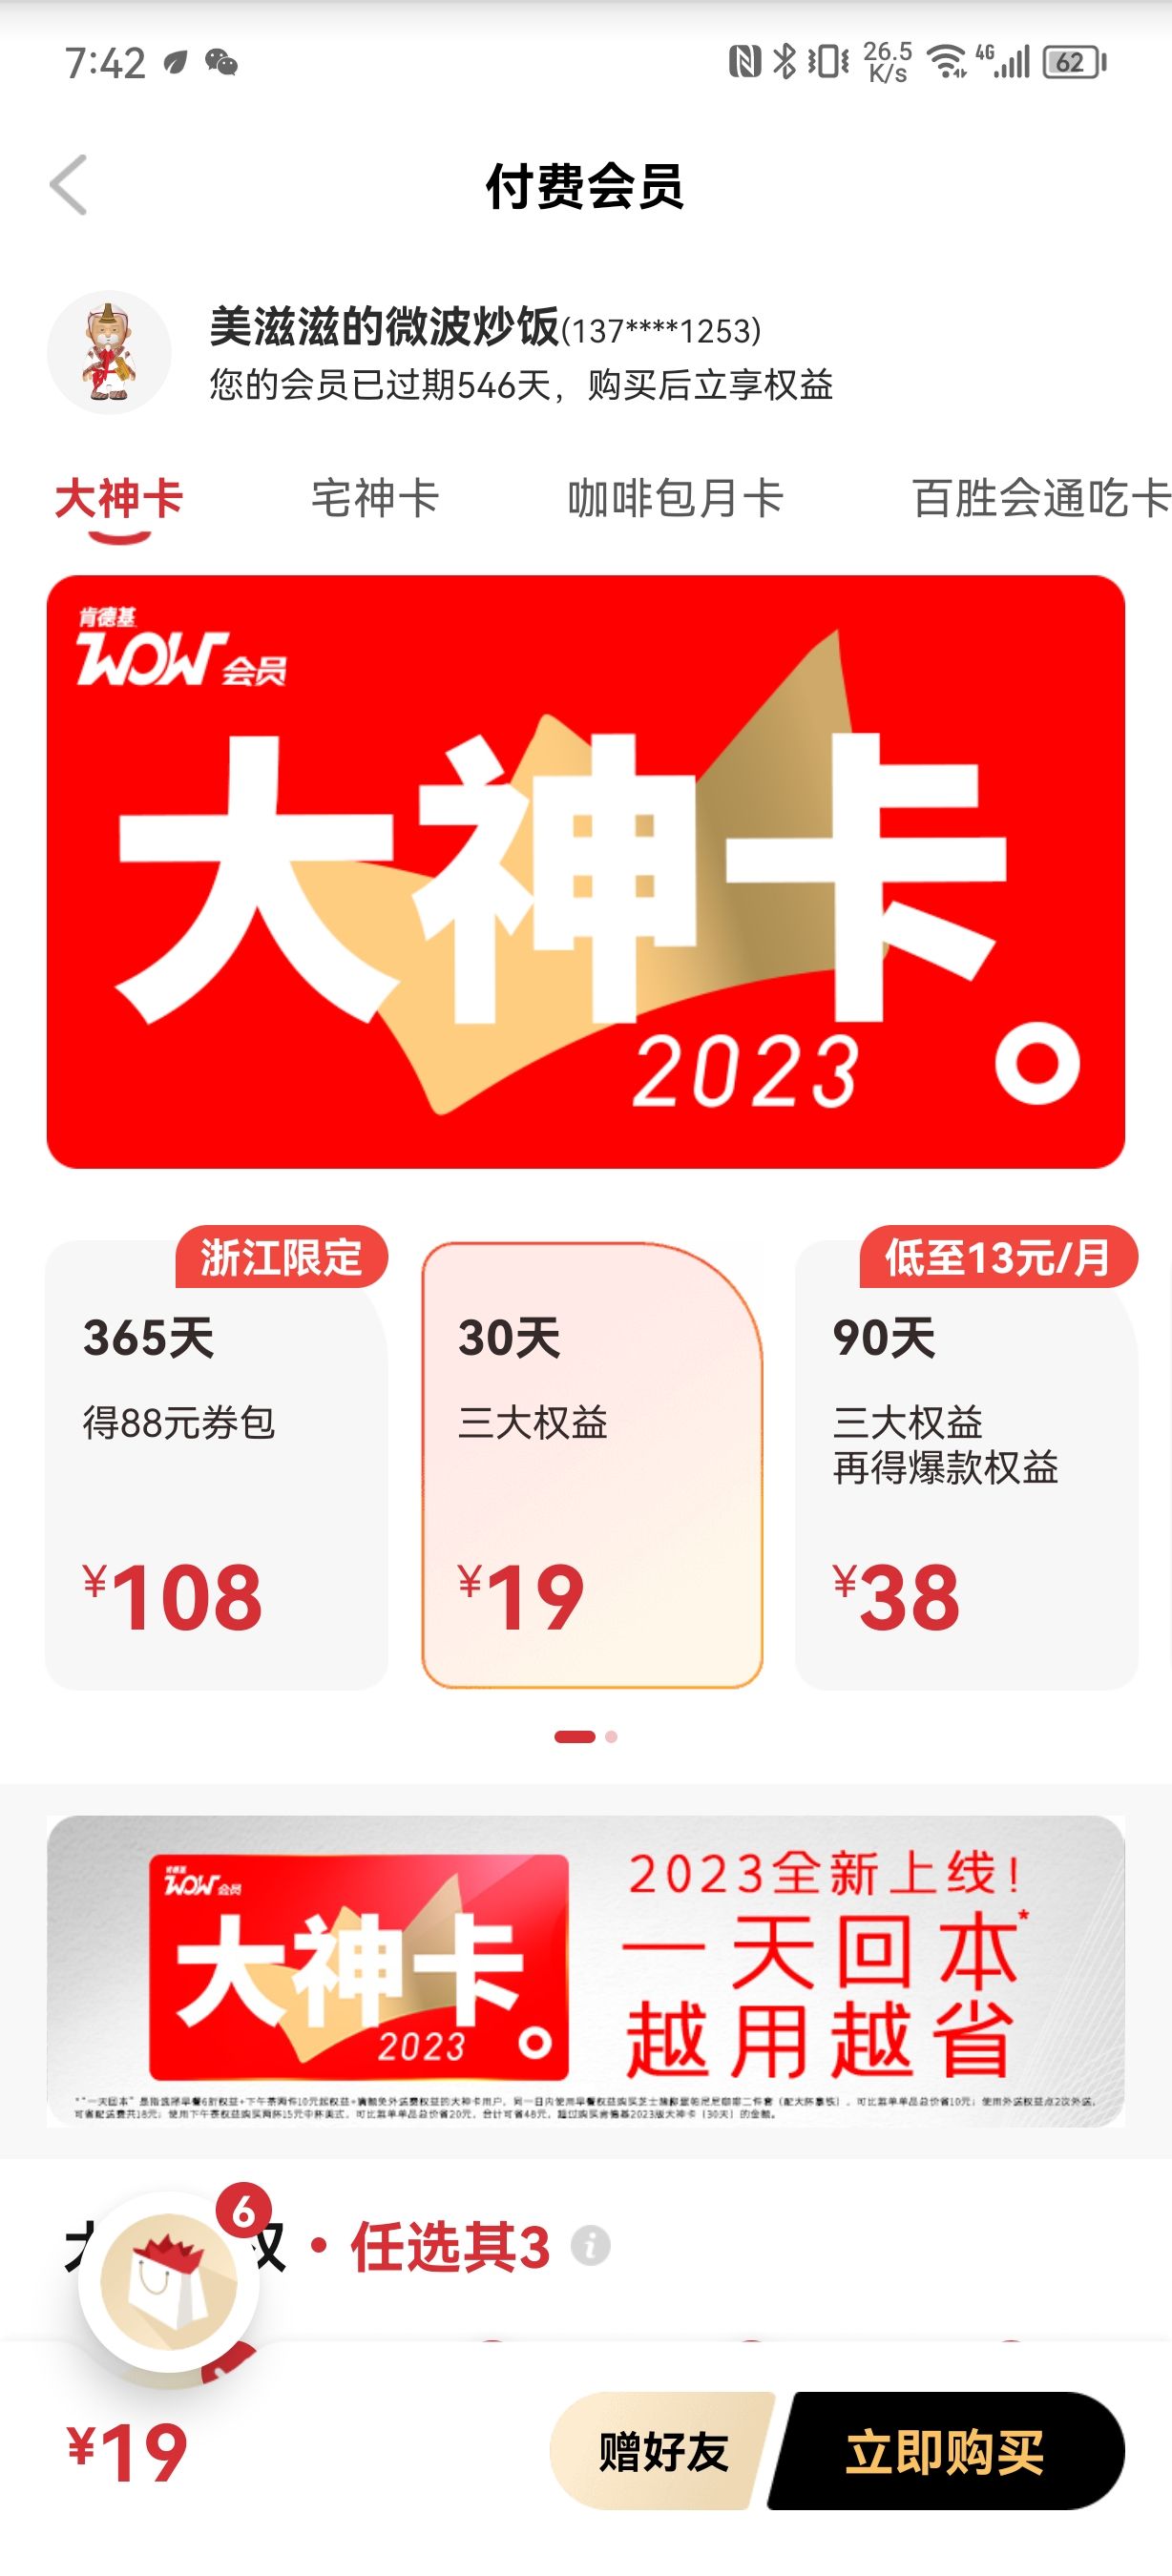 7:42
26.5
K/s
4G
62
付费会员
美滋滋的微波炒饭(137****1253)
您的会员已过期546天，购买后立享权益
大神卡 宅神卡 咖啡包月卡 百胜会通吃卡
肯德基
WOW会员
大神卡
2023
浙江限定
365天
得88元券包
¥108
30天
三大权益
¥19
低至13元/月
90天
三大权益
再得爆款权益
¥38
肯德基
WOW会员
大神卡
2023
2023全新上线!
一天回本*
越用越省
6
权·任选其3
¥19
赠好友
立即购买